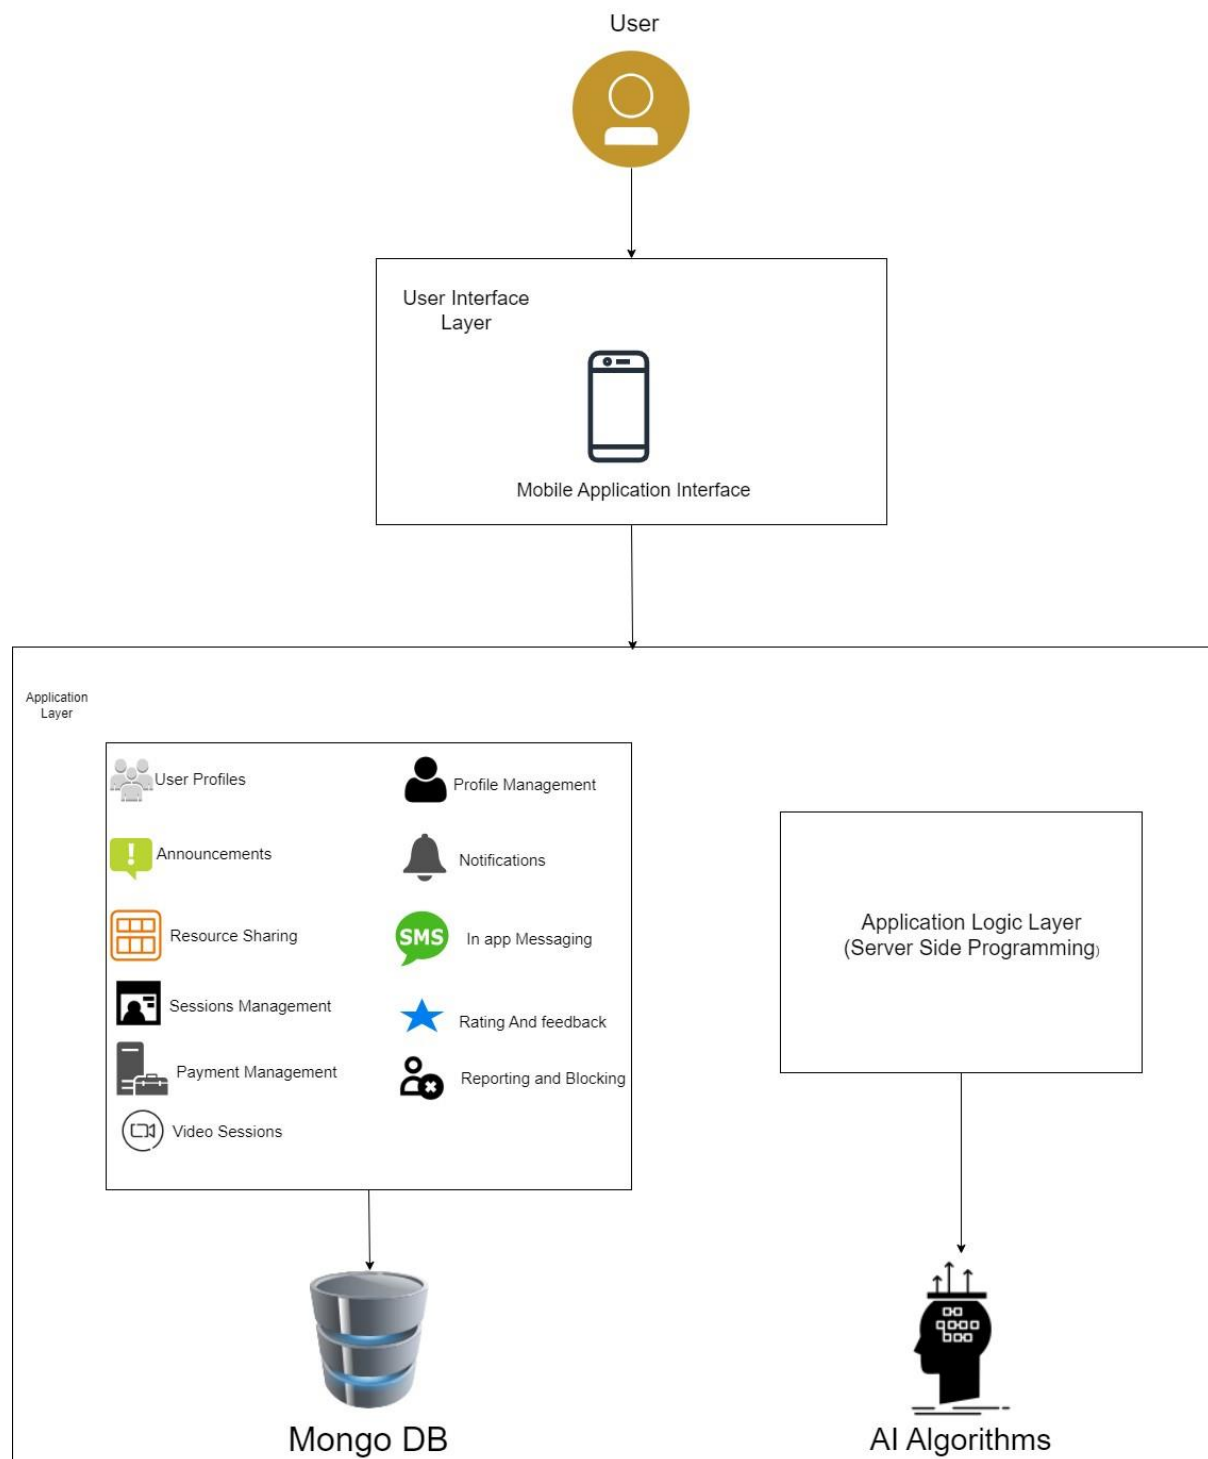 User
User Interface
Layer
Mobile Application Interface
Application
Layer
User Profiles
Profile Management
Announcements
Notifications
Resource Sharing
SMS
In app Messaging
Sessions Management
Rating And feedback
Payment Management
Reporting and Blocking
Video Sessions
Application Logic Layer
(Server Side Programming)
Mongo DB
AI Algorithms